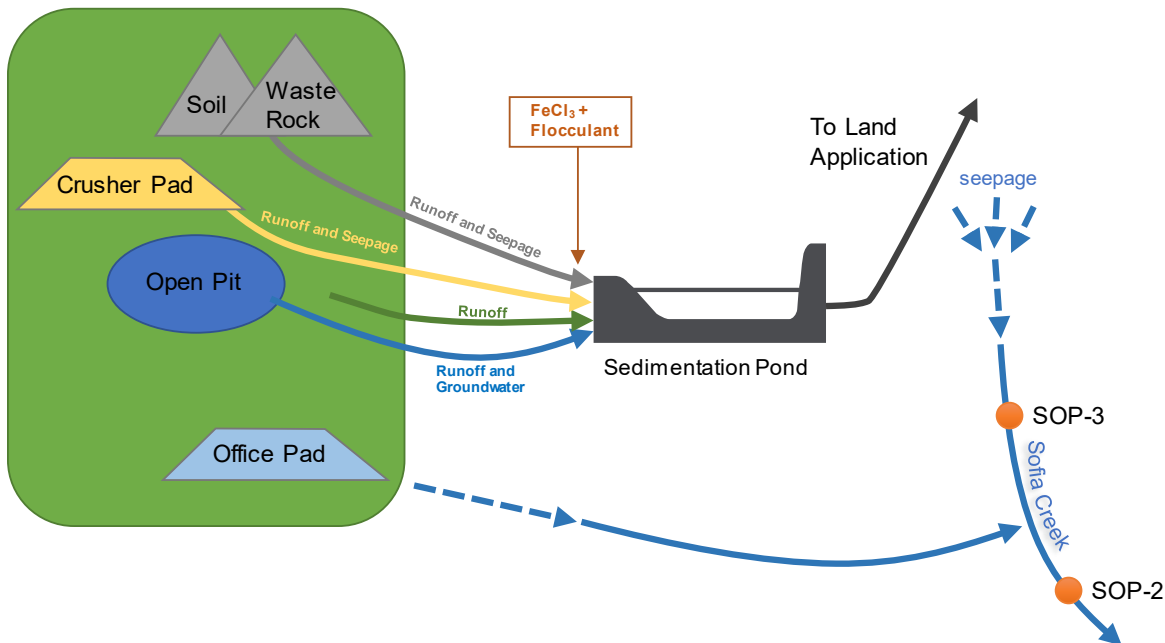 Soil
Waste
Rock
Crusher Pad
Open Pit
Office Pad
FeCl₃ +
Flocculant
Runoff and Seepage
Runoff and Seepage
Runoff
Runoff and
Groundwater
Sedimentation Pond
To Land
Application
seepage
SOP-3
Sofia Creek
SOP-2